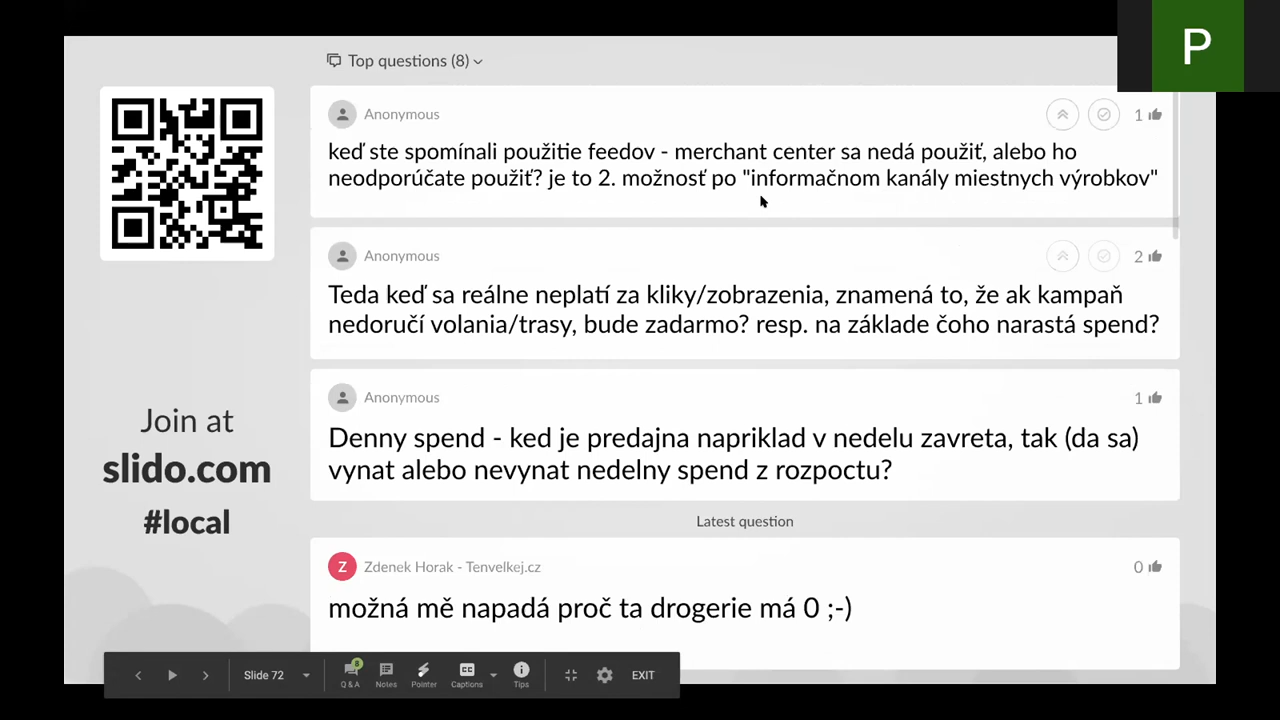 P
Top questions (8)
Anonymous
1
keď ste spomínali použitie feedov - merchant center sa nedá použiť, alebo ho
neodporúčate použiť? je to 2. možnosť po "informačnom kanály miestnych výrobkov"
Anonymous
2
Teda keď sa reálne neplatí za kliky/zobrazenia, znamená to, že ak kampaň
nedoručí volania/trasy, bude zadarmo? resp. na základe čoho narastá spend?
Anonymous
1
Denny spend - ked je predajna napriklad v nedelu zavreta, tak (da sa)
vynat alebo nevynat nedelny spend z rozpoctu?
Latest question
Z
Zdenek Horak - Tenvelkej.cz
0
možná mě napadá proč ta drogerie má 0 ;-)
Join at
slido.com
#local
Slide 72
8
Q & A
Notes
Pointer
CC
Captions
Tips
EXIT